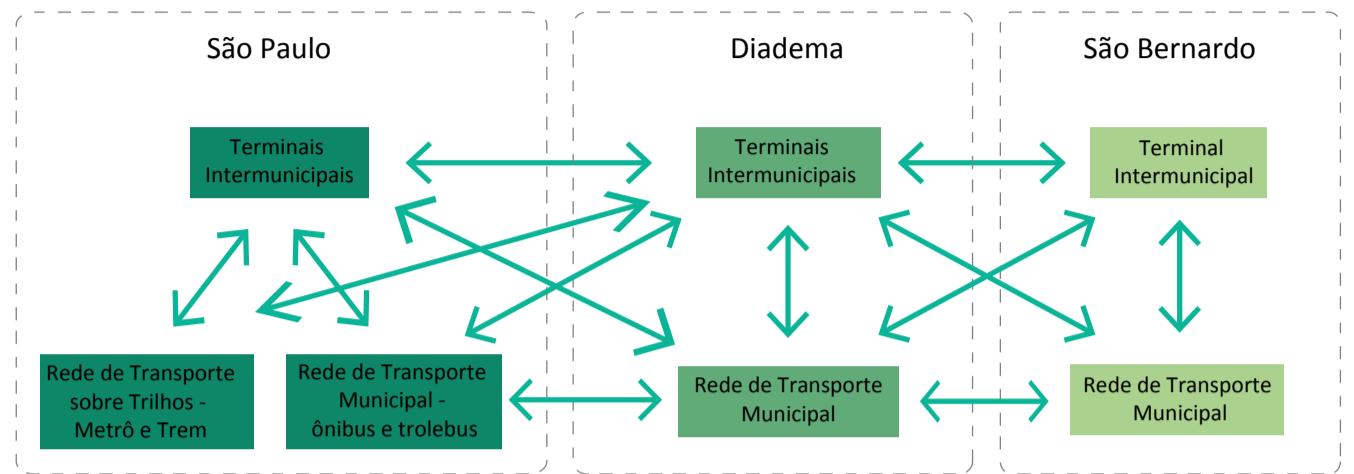 São Paulo
Terminais
Intermunicipais
Rede de Transporte
sobre Trilhos -
Metrô e Trem
Rede de Transporte
Municipal -
ônibus e trolebus
Diadema
Terminais
Intermunicipais
Rede de Transporte
Municipal
São Bernardo
Terminal
Intermunicipal
Rede de Transporte
Municipal